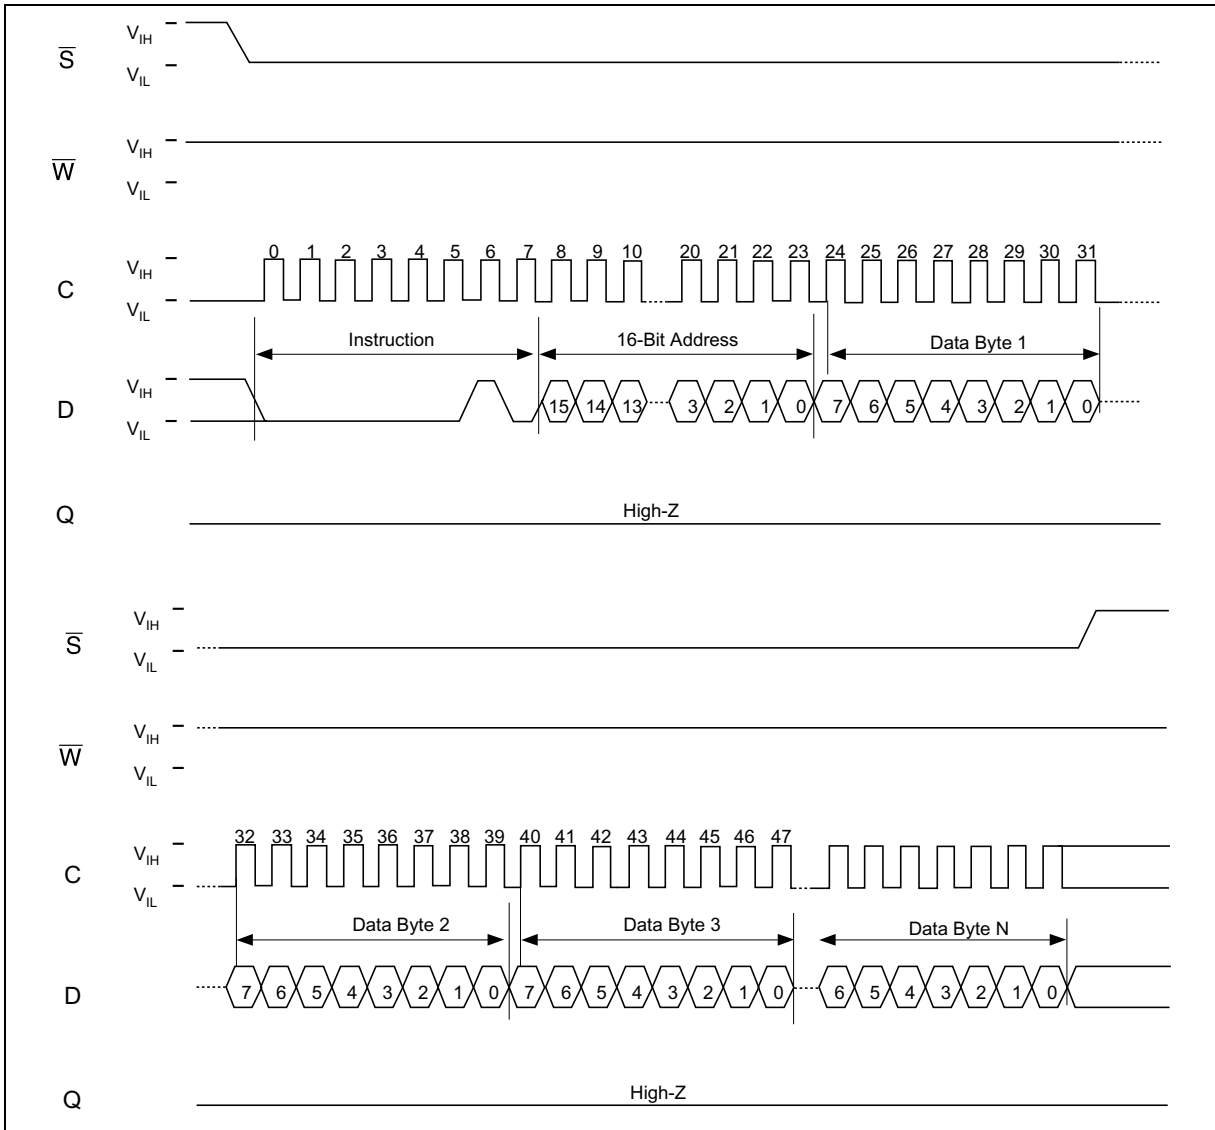 V_IH
S̅
V_IL
V_IH
W̅
V_IL
0 1 2 3 4 5 6 7 8 9 10 20 21 22 23 24 25 26 27 28 29 30 31
V_IH
C
V_IL
Instruction 16-Bit Address Data Byte 1
V_IH
D 15 14 13 3 2 1 0 7 6 5 4 3 2 1 0
V_IL
Q High-Z
V_IH
S̅
V_IL
V_IH
W̅
V_IL
32 33 34 35 36 37 38 39 40 41 42 43 44 45 46 47
V_IH
C
V_IL
Data Byte 2 Data Byte 3 Data Byte N
V_IH
D 7 6 5 4 3 2 1 0 7 6 5 4 3 2 1 0 6 5 4 3 2 1 0
V_IL
Q High-Z